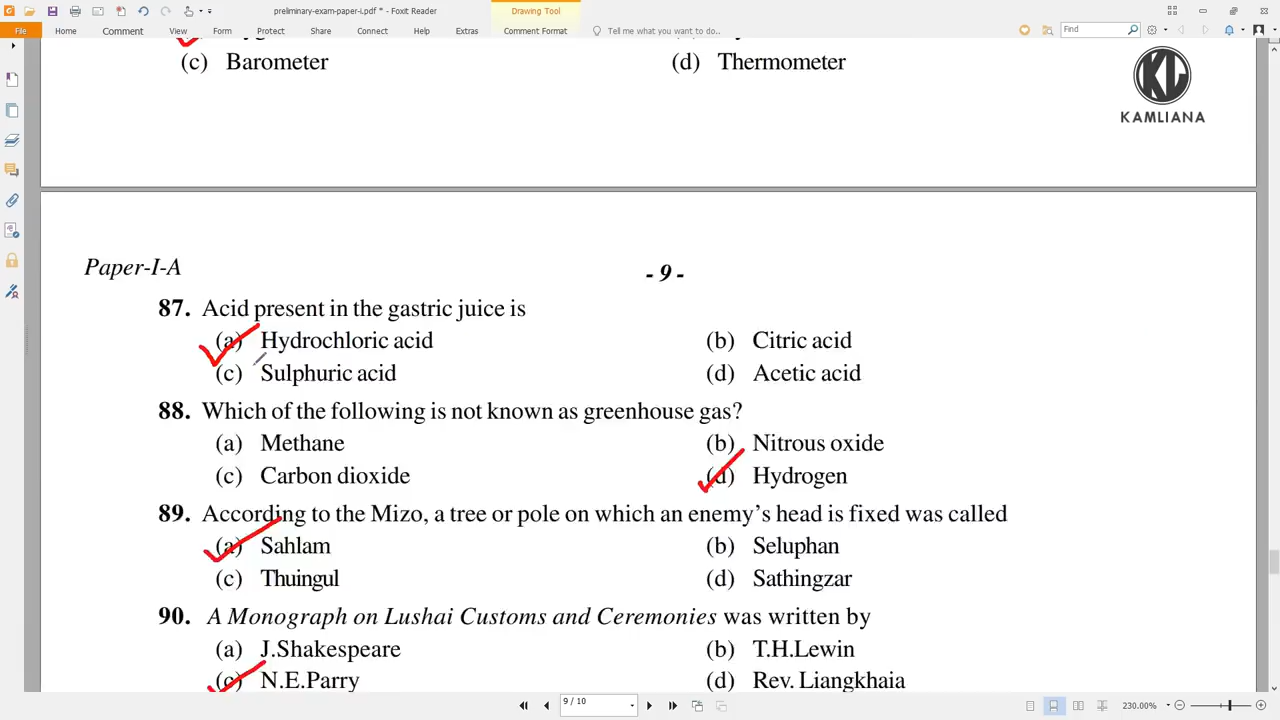 preliminary-exam-paper-i.pdf * - Foxit Reader
Drawing Tool
File
Home
Comment
View
Form
Protect
Share
Connect
Help
Extras
Comment Format
Tell me what you want to do..
Find
(c) Barometer
(d) Thermometer
KL
KAMLIANA
Paper-I-A
- 9 -
87. Acid present in the gastric juice is
(a) Hydrochloric acid
(b) Citric acid
(c) Sulphuric acid
(d) Acetic acid
88. Which of the following is not known as greenhouse gas?
(a) Methane
(b) Nitrous oxide
(c) Carbon dioxide
(d) Hydrogen
89. According to the Mizo, a tree or pole on which an enemy's head is fixed was called
(a) Sahlam
(b) Seluphan
(c) Thuingul
(d) Sathingzar
90. A Monograph on Lushai Customs and Ceremonies was written by
(a) J.Shakespeare
(b) T.H.Lewin
(c) N.E.Parry
(d) Rev. Liangkhaia
9 / 10
230.00%